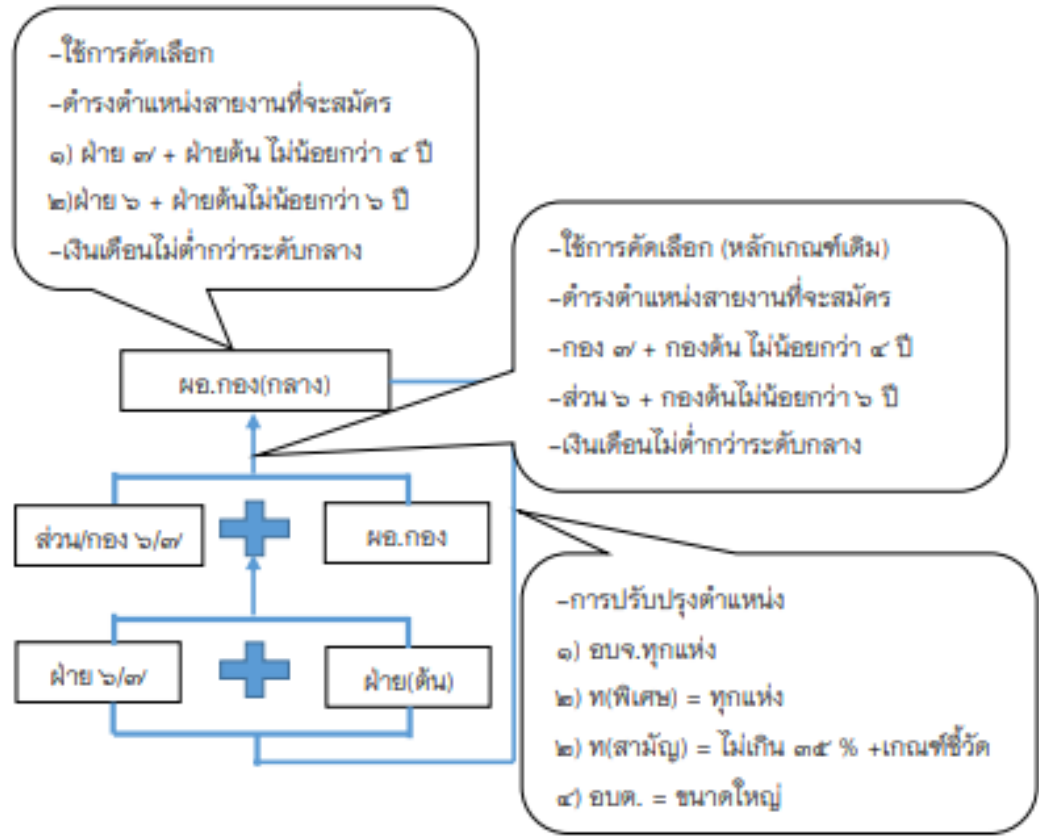 -ใช้การคัดเลือก
-ดำรงตำแหน่งสายงานที่จะสมัคร
๑) ฝ่าย ๗ + ฝ่ายต้น ไม่น้อยกว่า ๔ ปี
๒)ฝ่าย ๖ + ฝ่ายต้นไม่น้อยกว่า ๖ ปี
-เงินเดือนไม่ต่ำกว่าระดับกลาง
-ใช้การคัดเลือก (หลักเกณฑ์เดิม)
-ดำรงตำแหน่งสายงานที่จะสมัคร
-กอง ๗ + กองต้น ไม่น้อยกว่า ๔ ปี
-ส่วน ๖ + กองต้นไม่น้อยกว่า ๖ ปี
-เงินเดือนไม่ต่ำกว่าระดับกลาง
ผอ.กอง(กลาง)
ส่วน/กอง ๖/๗
ผอ.กอง
ฝ่าย ๖/๗
ฝ่าย(ต้น)
-การปรับปรุงตำแหน่ง
๑) อบจ.ทุกแห่ง
๒) ท(พิเศษ) = ทุกแห่ง
๒) ท(สามัญ) = ไม่เกิน ๓๕ % +เกณฑ์ชี้วัด
๔) อบต. = ขนาดใหญ่